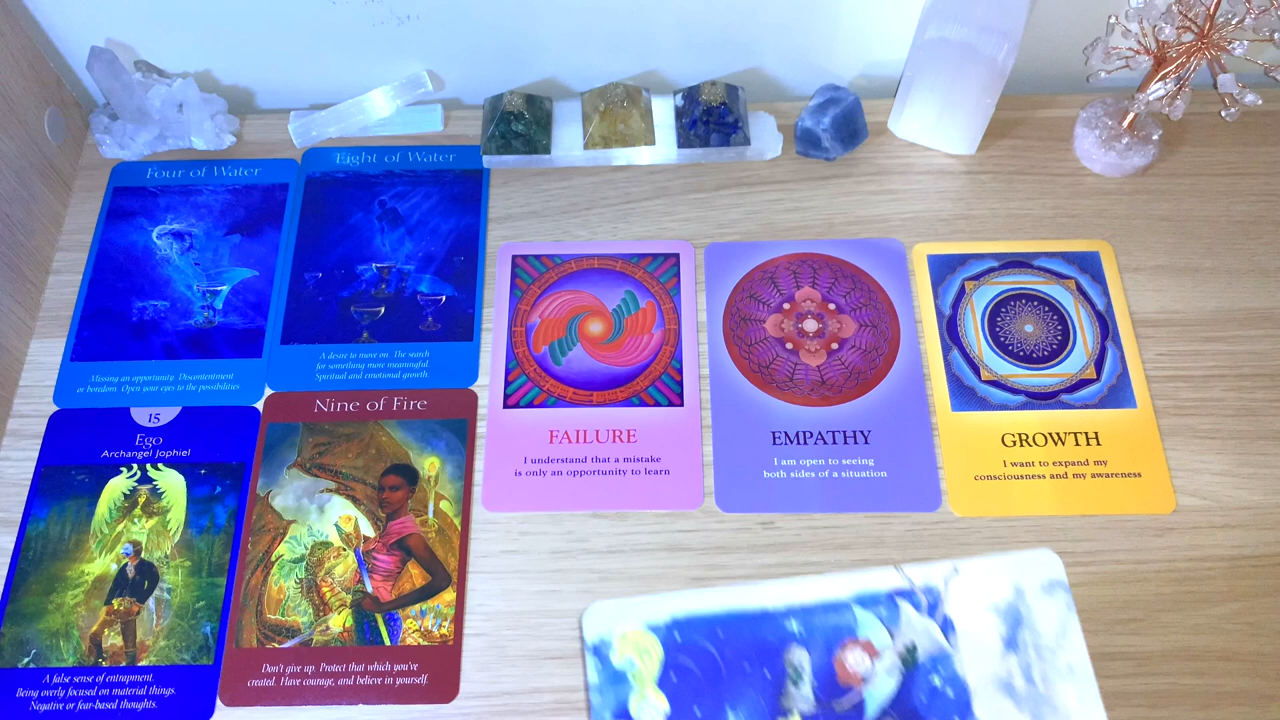 Four of Water
Missing an opportunity. Discontentment
or boredom. Open your eyes to the possibilities
Eight of Water
A desire to move on. The search
for something more meaningful.
Spiritual and emotional growth.
15
Ego
Archangel Jophiel
A false sense of entrapment.
Being overly focused on material things.
Negative or fear-based thoughts.
Nine of Fire
Don't give up. Protect that which you've
created. Have courage, and believe in yourself.
FAILURE
I understand that a mistake
is only an opportunity to learn
EMPATHY
I am open to seeing
both sides of a situation
GROWTH
I want to expand my
consciousness and my awareness